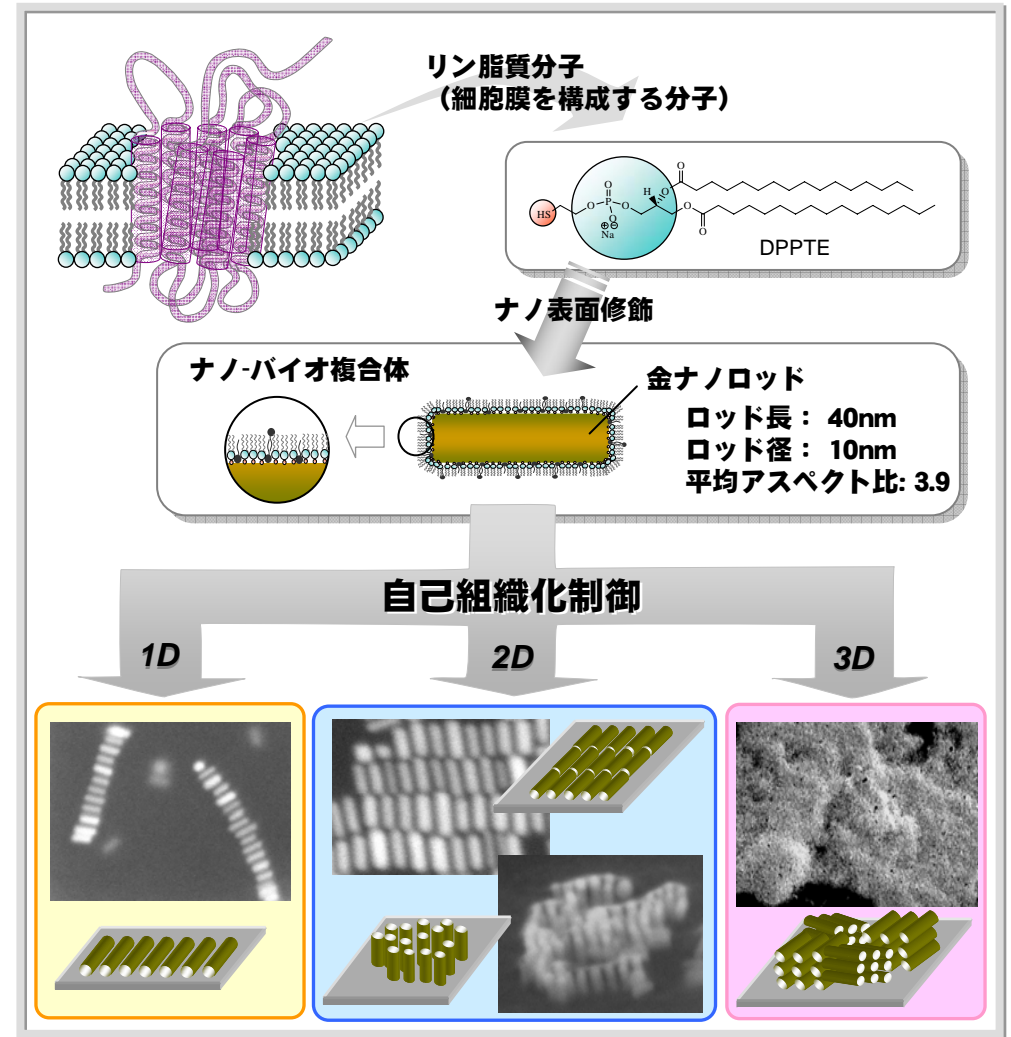 リン脂質分子
（細胞膜を構成する分子）
HS
O
O
P
O
O
⊕ ⊖
Na
H
O
O
O
O
DPPTE
ナノ表面修飾
ナノ-バイオ複合体
金ナノロッド
ロッド長： 40nm
ロッド径： 10nm
平均アスペクト比: 3.9
自己組織化制御
1D
2D
3D